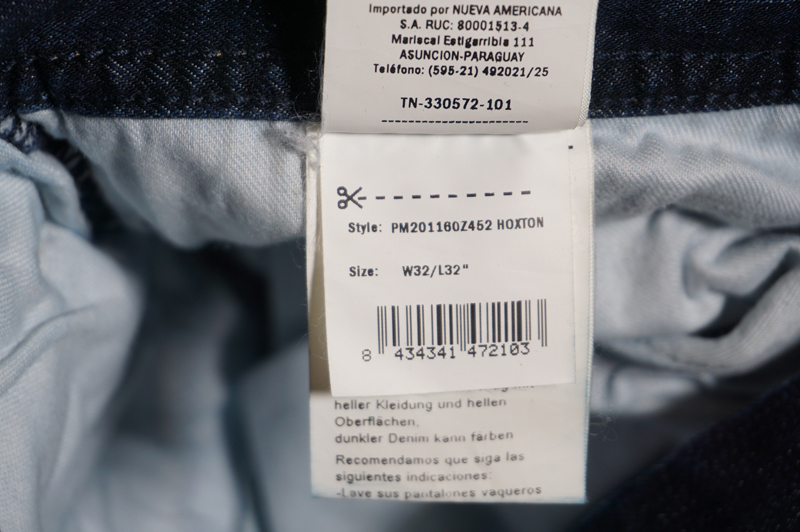 Importado por NUEVA AMERICANA
S.A. RUC: 80001513-4
Mariscal Estigarribia 111
ASUNCION-PARAGUAY
Teléfono: (595-21) 492021/25
TN-330572-101
Style: PM201160Z452 HOXTON
Size: W32/L32"
8 434341 472103
heller Kleidung und hellen
Oberflächen,
dunkler Denim kann färben
Recomendamos que siga las
siguientes indicaciones:
-Lave sus pantalones vaqueros